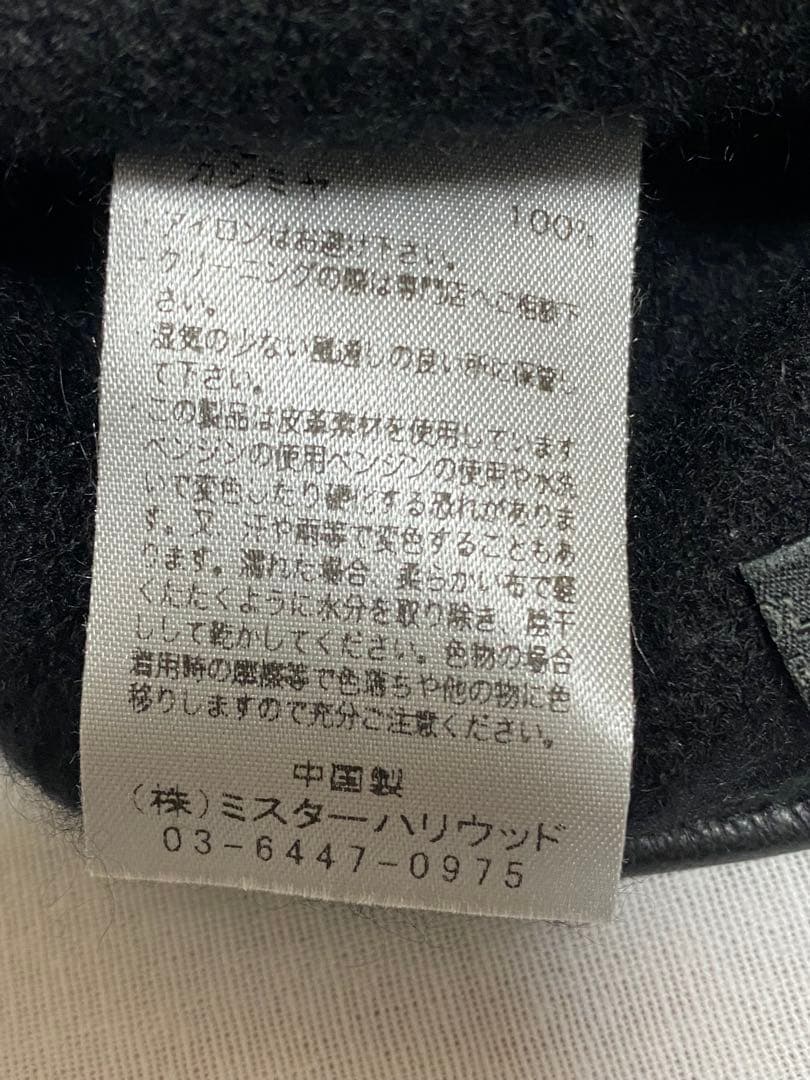 カシミヤ 100%
・アイロンはお避け下さい。
・クリーニングの際は専門店へご相談下
さい。
・湿気の少ない風通しの良い所に保管し
て下さい。
・この製品は皮革素材を使用しています
ベンジンの使用ベンジンの使用や水洗
いで変色したり硬化する恐れがありま
す。又、汗や雨等で変色することもあ
ります。濡れた場合、柔らかい布で軽
くたたくように水分を取り除き、陰干
しして乾かしてください。色物の場合
着用時の摩擦等で色落ちや他の物に色
移りしますので充分ご注意ください。
中国製
(株)ミスターハリウッド
03-6447-0975